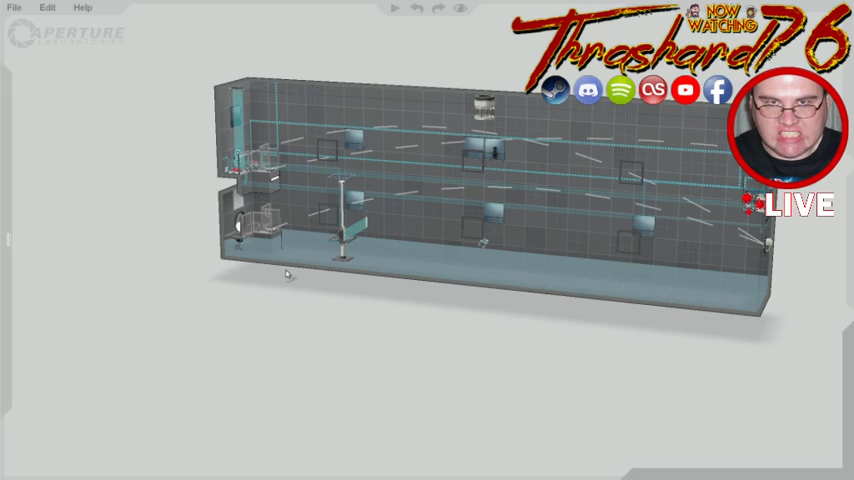 File Edit Help
APERTURE
LABORATORIES
NOW
WATCHING
Thrashard76
LIVE